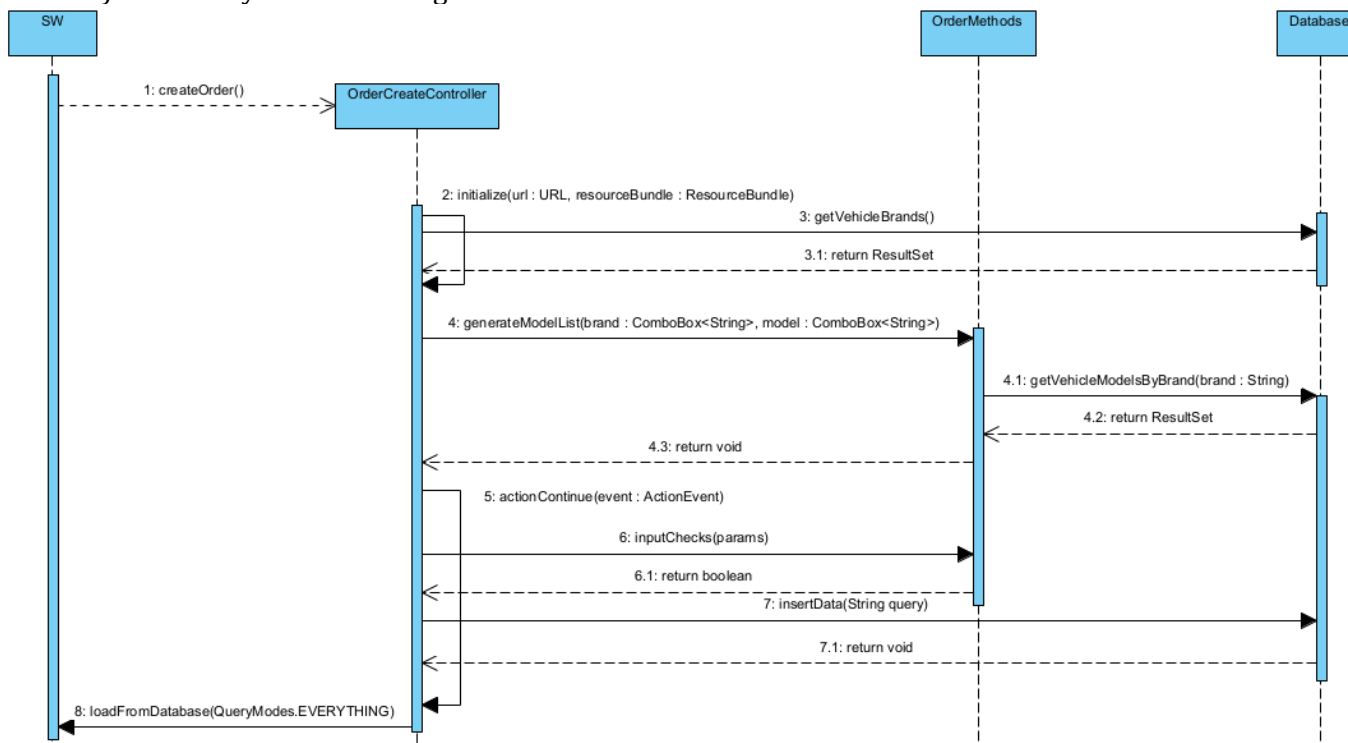 SW
OrderMethods
Database
1: createOrder()
OrderCreateController
2: initialize(url : URL, resourceBundle : ResourceBundle)
3: getVehicleBrands()
3.1: return ResultSet
4: generateModelList(brand : ComboBox<String>, model : ComboBox<String>)
4.1: getVehicleModelsByBrand(brand : String)
4.2: return ResultSet
4.3: return void
5: actionContinue(event : ActionEvent)
6: inputChecks(params)
6.1: return boolean
7: insertData(String query)
7.1: return void
8: loadFromDatabase(QueryModes.EVERYTHING)